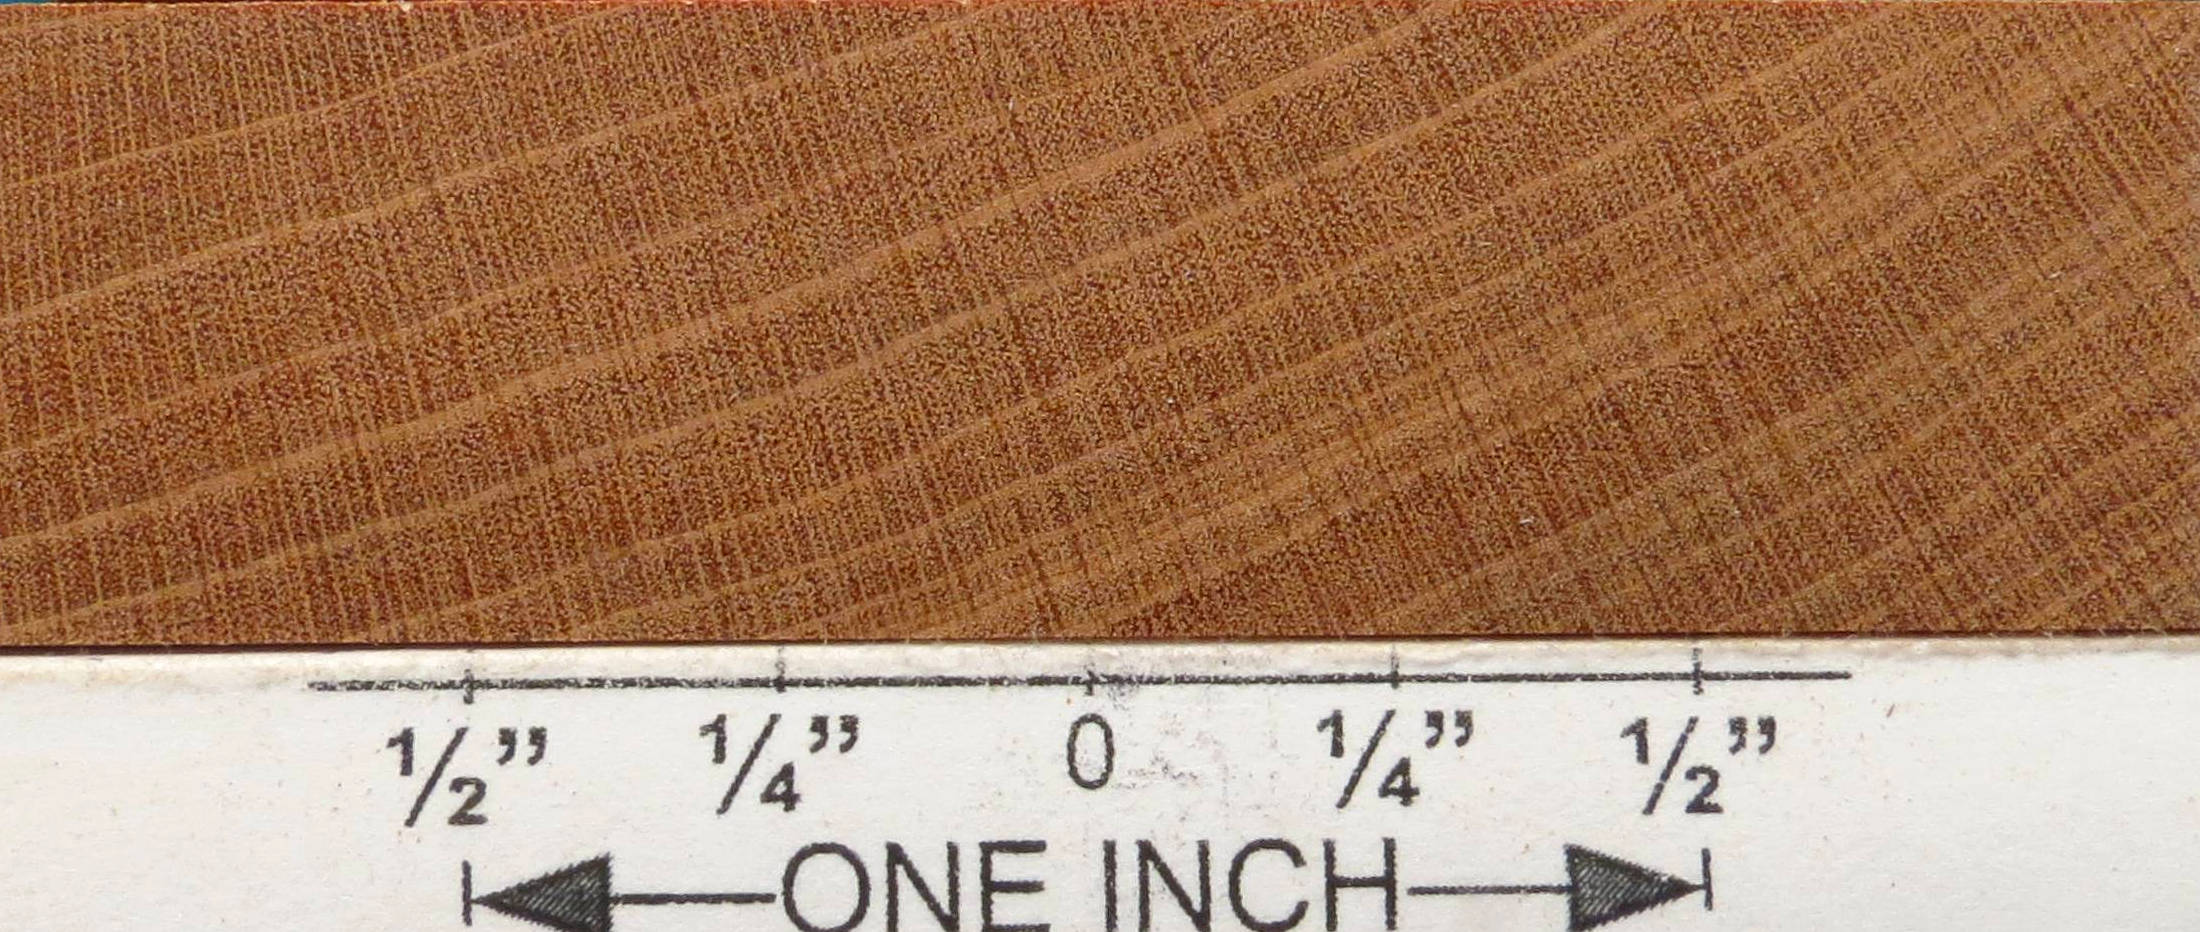 1/2” 1/4” 0 1/4” 1/2”
ONE INCH